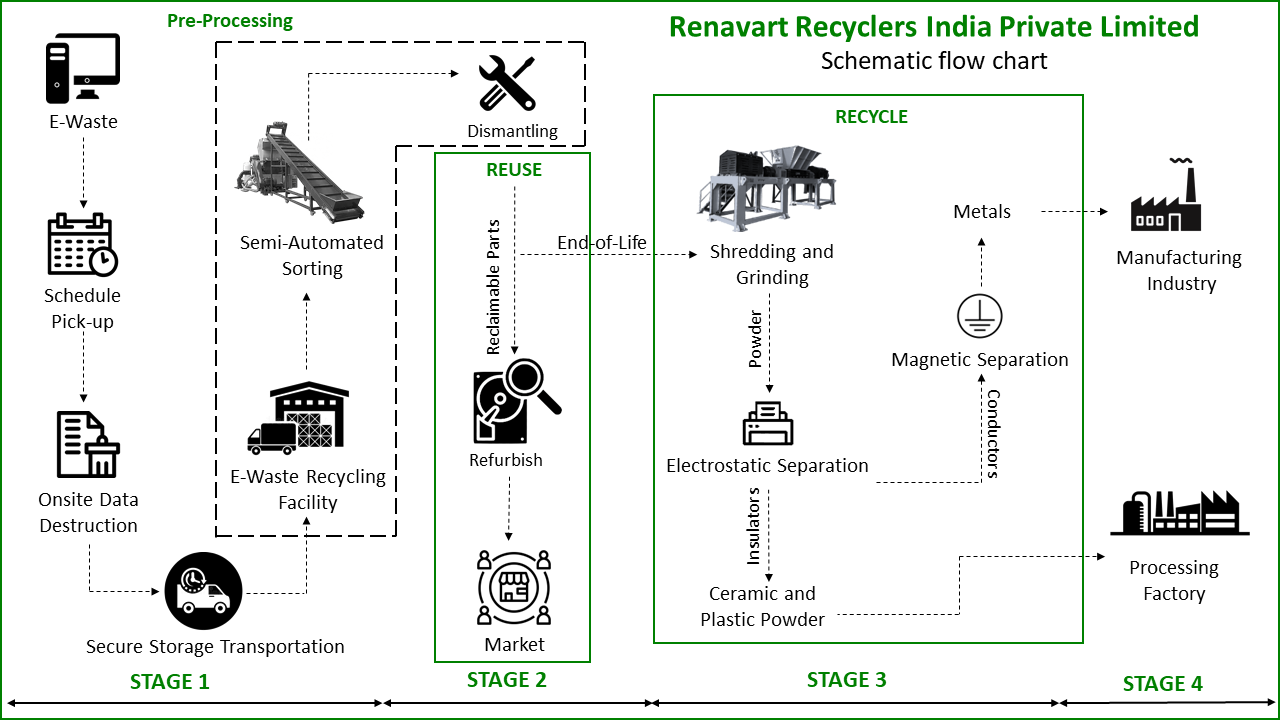 Renavart Recyclers India Private Limited
Schematic flow chart
Pre-Processing
E-Waste
Schedule
Pick-up
Onsite Data
Destruction
Secure Storage Transportation
E-Waste Recycling
Facility
Semi-Automated
Sorting
Dismantling
REUSE
Reclaimable Parts
End-of-Life
Refurbish
Market
RECYCLE
Shredding and
Grinding
Powder
Electrostatic Separation
Insulators
Ceramic and
Plastic Powder
Conductors
Magnetic Separation
Metals
Manufacturing
Industry
Processing
Factory
STAGE 1
STAGE 2
STAGE 3
STAGE 4